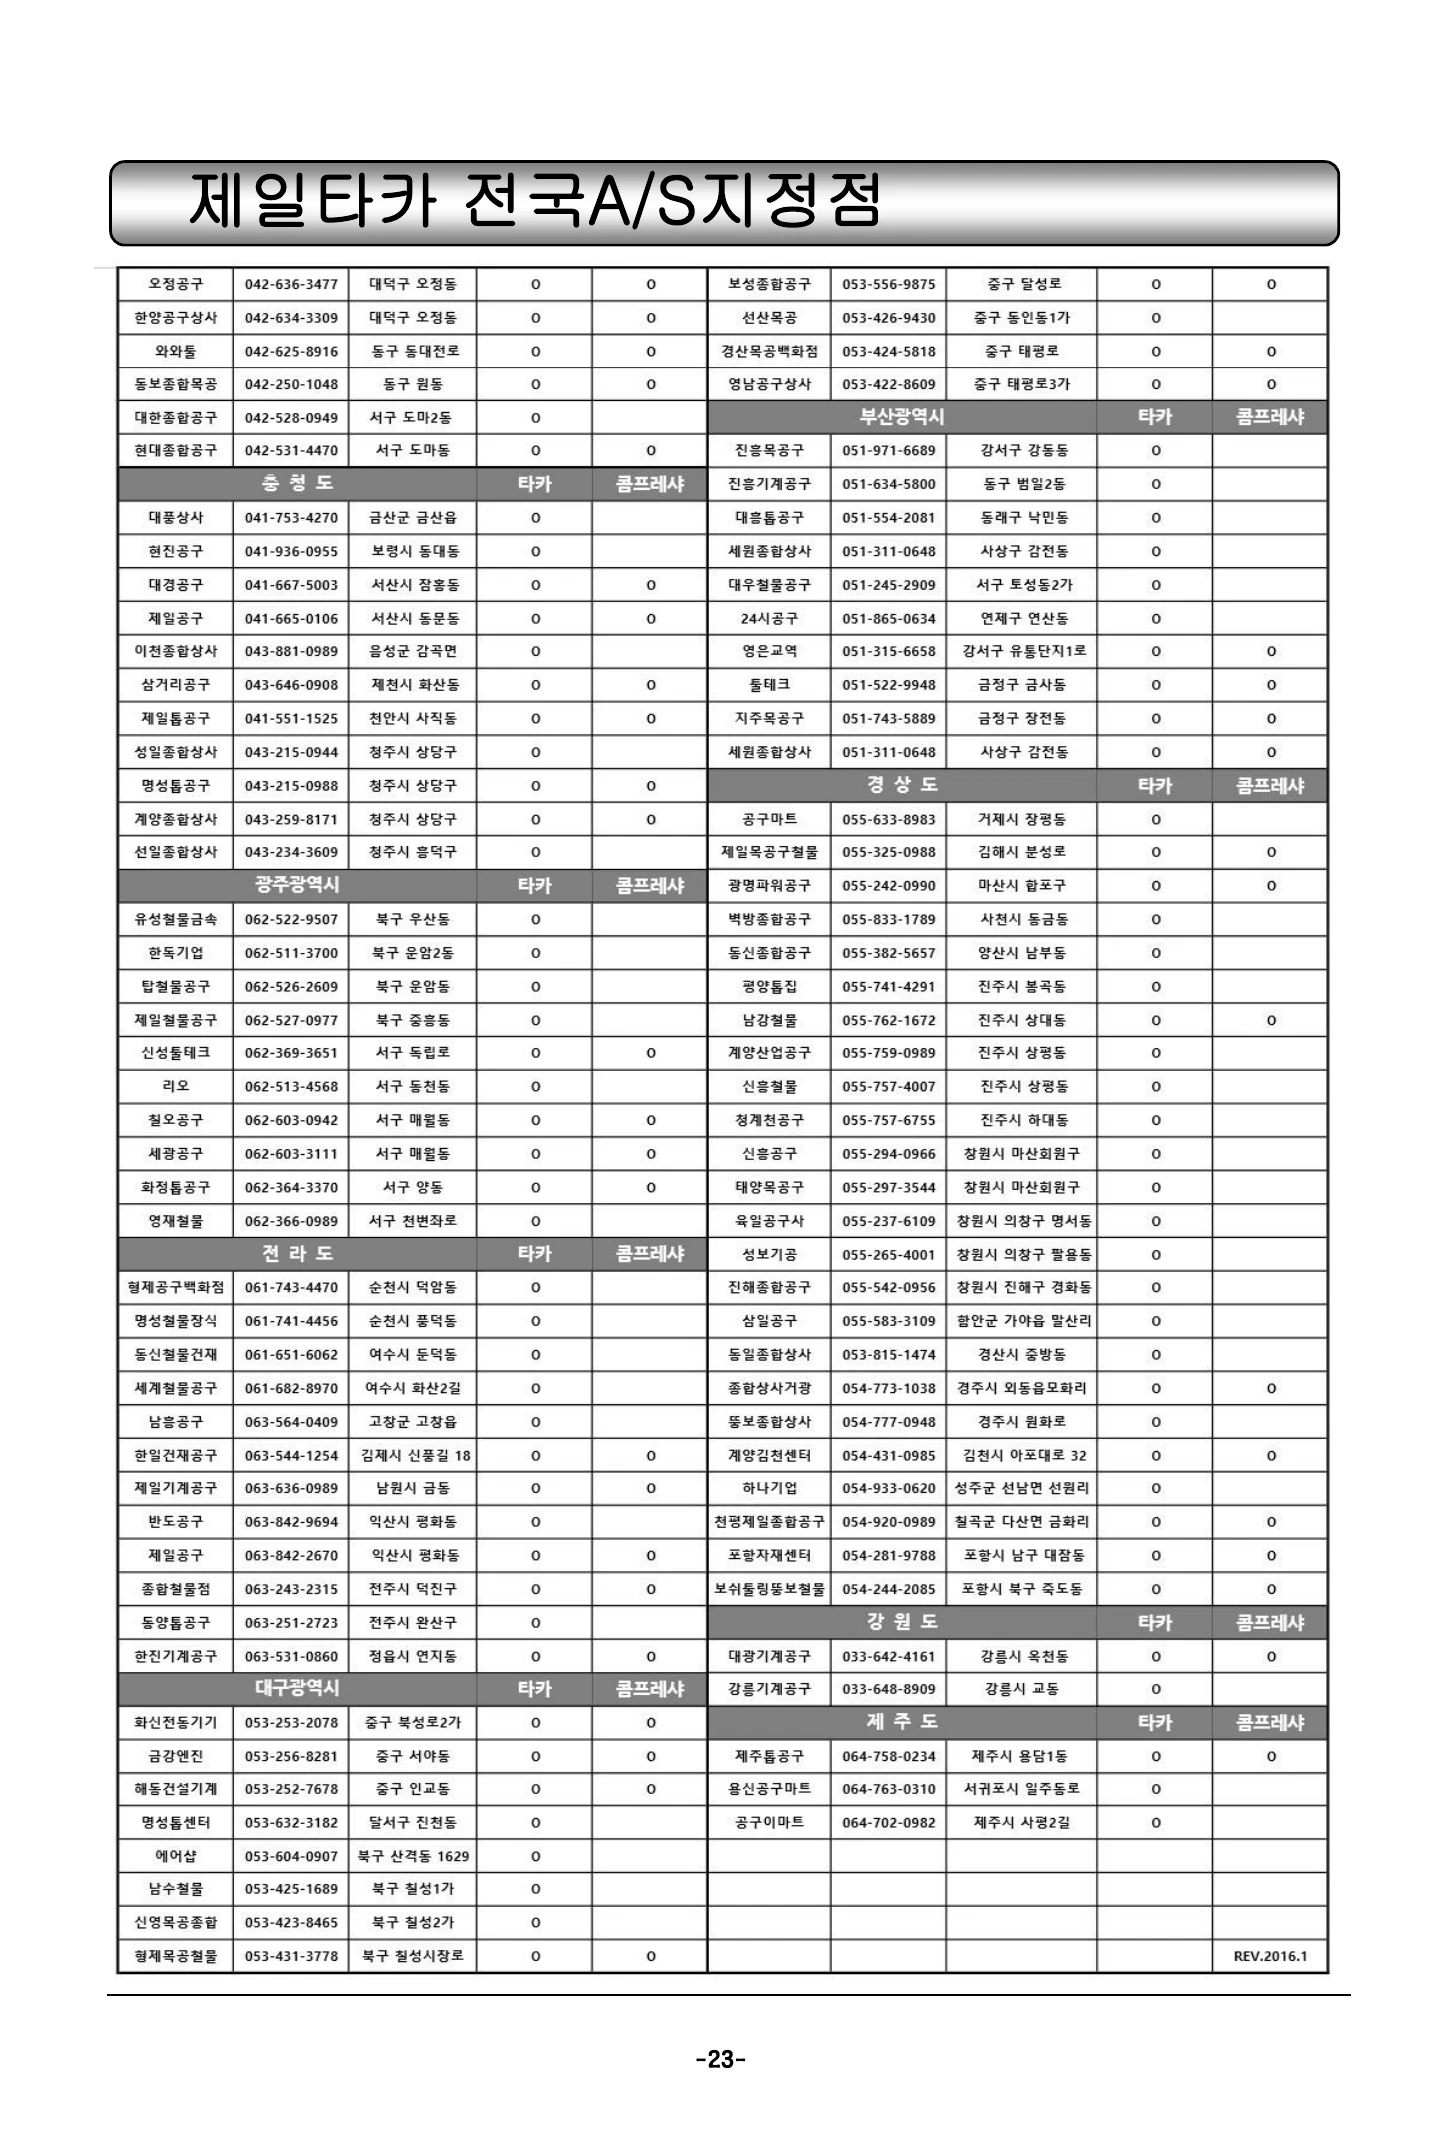 제일타카 전국A/S지정점
오정공구 042-636-3477 대덕구 오정동 O O
한양공구상사 042-634-3309 대덕구 오정동 O O
와와툴 042-625-8916 동구 동대전로 O O
동보종합목공 042-250-1048 동구 원동 O O
대한종합공구 042-528-0949 서구 도마2동 O
현대종합공구 042-531-4470 서구 도마동 O O
충 청 도 타카 콤프레샤
대풍상사 041-753-4270 금산군 금산읍 O
현진공구 041-936-0955 보령시 동대동 O
대경공구 041-667-5003 서산시 잠홍동 O O
제일공구 041-665-0106 서산시 동문동 O O
이천종합상사 043-881-0989 음성군 감곡면 O
삼거리공구 043-646-0908 제천시 화산동 O O
제일톱공구 041-551-1525 천안시 사직동 O O
성일종합상사 043-215-0944 청주시 상당구 O
명성톱공구 043-215-0988 청주시 상당구 O O
계양종합상사 043-259-8171 청주시 상당구 O O
선일종합상사 043-234-3609 청주시 흥덕구 O
광주광역시 타카 콤프레샤
유성철물금속 062-522-9507 북구 우산동 O
한독기업 062-511-3700 북구 운암2동 O
탑철물공구 062-526-2609 북구 운암동 O
제일철물공구 062-527-0977 북구 중흥동 O
신성툴테크 062-369-3651 서구 독립로 O O
리오 062-513-4568 서구 동천동 O
칠오공구 062-603-0942 서구 매월동 O O
세광공구 062-603-3111 서구 매월동 O O
화정톱공구 062-364-3370 서구 양동 O O
영재철물 062-366-0989 서구 천변좌로 O
전 라 도 타카 콤프레샤
형제공구백화점 061-743-4470 순천시 덕암동 O
명성철물장식 061-741-4456 순천시 풍덕동 O
동신철물건재 061-651-6062 여수시 둔덕동 O
세계철물공구 061-682-8970 여수시 화산2길 O
남흥공구 063-564-0409 고창군 고창읍 O
한일건재공구 063-544-1254 김제시 신풍길 18 O O
제일기계공구 063-636-0989 남원시 금동 O O
반도공구 063-842-9694 익산시 평화동 O
제일공구 063-842-2670 익산시 평화동 O O
종합철물점 063-243-2315 전주시 덕진구 O O
동양톱공구 063-251-2723 전주시 완산구 O
한진기계공구 063-531-0860 정읍시 연지동 O O
대구광역시 타카 콤프레샤
화신전동기기 053-253-2078 중구 북성로2가 O O
금강엔진 053-256-8281 중구 서야동 O O
해동건설기계 053-252-7678 중구 인교동 O O
명성톱센터 053-632-3182 달서구 진천동 O
에어샵 053-604-0907 북구 산격동 1629 O
남수철물 053-425-1689 북구 칠성1가 O
신영목공종합 053-423-8465 북구 칠성2가 O
형제목공철물 053-431-3778 북구 칠성시장로 O O
보성종합공구 053-556-9875 중구 달성로 O O
선산목공 053-426-9430 중구 동인동1가 O
경산목공백화점 053-424-5818 중구 태평로 O O
영남공구상사 053-422-8609 중구 태평로3가 O O
부산광역시 타카 콤프레샤
진흥목공구 051-971-6689 강서구 강동동 O
진흥기계공구 051-634-5800 동구 범일2동 O
대흥톱공구 051-554-2081 동래구 낙민동 O
세원종합상사 051-311-0648 사상구 감전동 O
대우철물공구 051-245-2909 서구 토성동2가 O
24시공구 051-865-0634 연제구 연산동 O
영은교역 051-315-6658 강서구 유통단지1로 O O
툴테크 051-522-9948 금정구 금사동 O O
지주목공구 051-743-5889 금정구 장전동 O O
세원종합상사 051-311-0648 사상구 감전동 O O
경 상 도 타카 콤프레샤
공구마트 055-633-8983 거제시 장평동 O
제일목공구철물 055-325-0988 김해시 분성로 O O
광명파워공구 055-242-0990 마산시 합포구 O O
벽방종합공구 055-833-1789 사천시 동금동 O
동신종합공구 055-382-5657 양산시 남부동 O
평양톱집 055-741-4291 진주시 봉곡동 O
남강철물 055-762-1672 진주시 상대동 O O
계양산업공구 055-759-0989 진주시 상평동 O
신흥철물 055-757-4007 진주시 상평동 O
청계천공구 055-757-6755 진주시 하대동 O
신흥공구 055-294-0966 창원시 마산회원구 O
태양목공구 055-297-3544 창원시 마산회원구 O
육일공구사 055-237-6109 창원시 의창구 명서동 O
성보기공 055-265-4001 창원시 의창구 팔용동 O
진해종합공구 055-542-0956 창원시 진해구 경화동 O
삼일공구 055-583-3109 함안군 가야읍 말산리 O
동일종합상사 053-815-1474 경산시 중방동 O
종합상사거광 054-773-1038 경주시 외동읍모화리 O O
뚱보종합상사 054-777-0948 경주시 원화로 O
계양김천센터 054-431-0985 김천시 아포대로 32 O O
하나기업 054-933-0620 성주군 선남면 선원리 O
천평제일종합공구 054-920-0989 칠곡군 다산면 금화리 O O
포항자재센터 054-281-9788 포항시 남구 대잠동 O O
보쉬툴링뚱보철물 054-244-2085 포항시 북구 죽도동 O O
강 원 도 타카 콤프레샤
대광기계공구 033-642-4161 강릉시 옥천동 O O
강릉기계공구 033-648-8909 강릉시 교동 O
제 주 도 타카 콤프레샤
제주톱공구 064-758-0234 제주시 용담1동 O O
용신공구마트 064-763-0310 서귀포시 일주동로 O
공구이마트 064-702-0982 제주시 사평2길 O
REV.2016.1
-23-